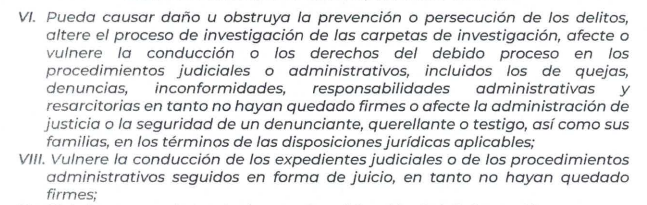 VI. Pueda causar daño u obstruya la prevención o persecución de los delitos,
altere el proceso de investigación de las carpetas de investigación, afecte o
vulnere la conducción o los derechos del debido proceso en los
procedimientos judiciales o administrativos, incluidos los de quejas,
denuncias, inconformidades, responsabilidades administrativas y
resarcitorias en tanto no hayan quedado firmes o afecte la administración de
justicia o la seguridad de un denunciante, querellante o testigo, así como sus
familias, en los términos de las disposiciones jurídicas aplicables;
VIII. Vulnere la conducción de los expedientes judiciales o de los procedimientos
administrativos seguidos en forma de juicio, en tanto no hayan quedado
firmes;